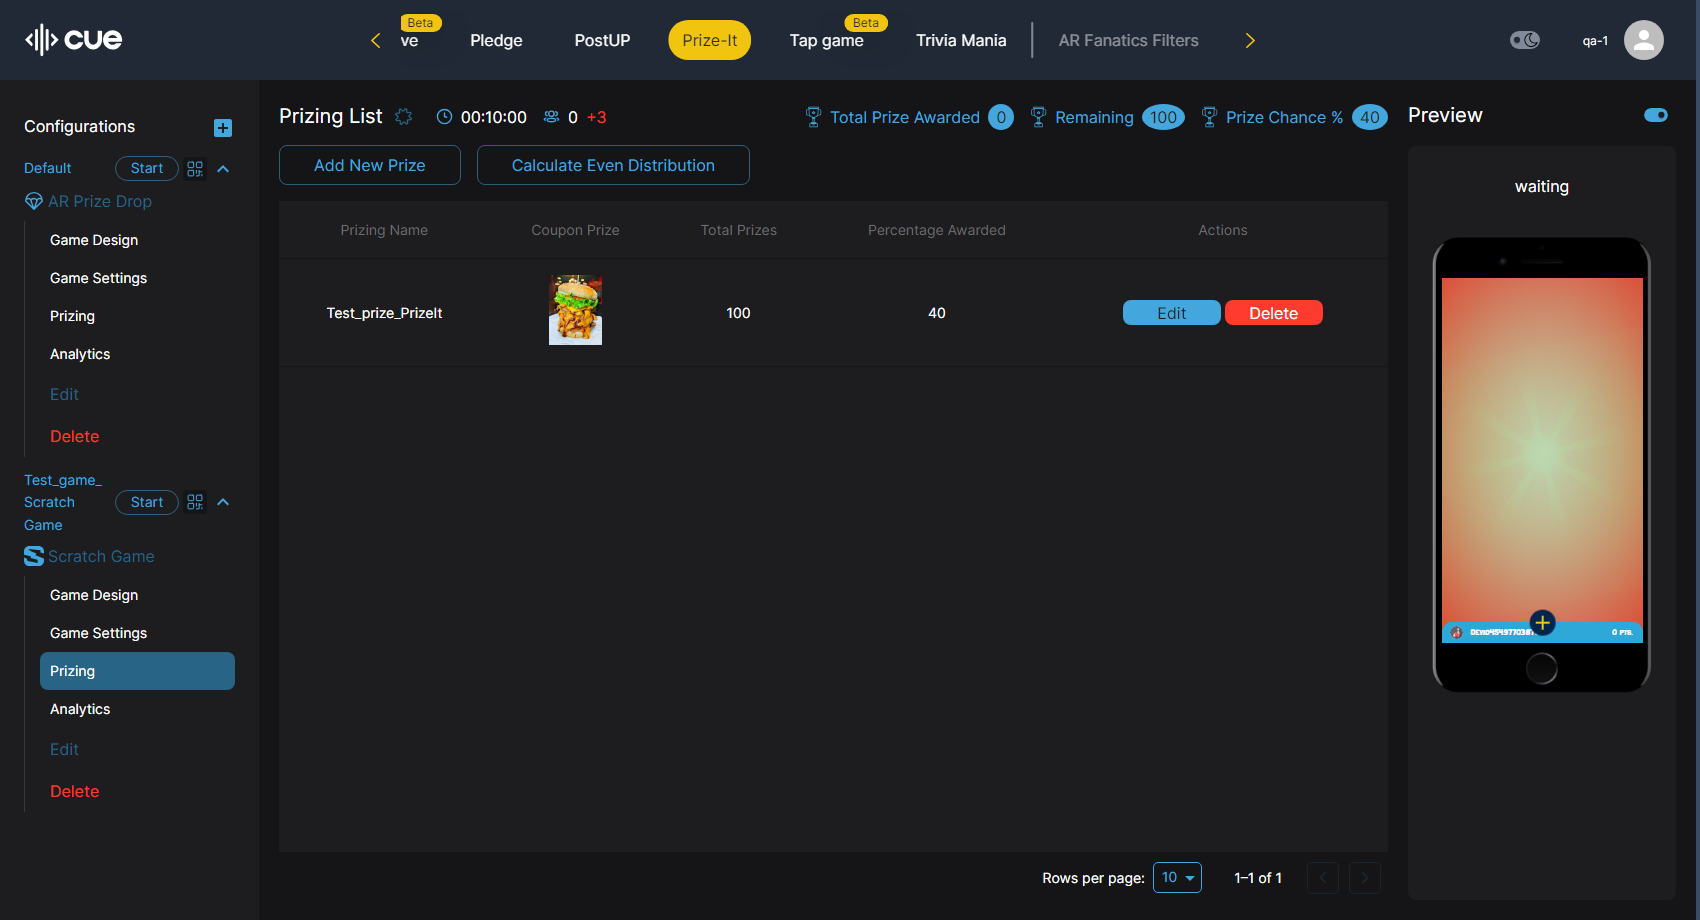 cue
Beta
ve
Pledge
PostUP
Prize-It
Beta
Tap game
Trivia Mania
AR Fanatics Filters
qa-1
Configurations
Default
Start
AR Prize Drop
Game Design
Game Settings
Prizing
Analytics
Edit
Delete
Test_game_
Scratch
Game
Start
Scratch Game
Game Design
Game Settings
Prizing
Analytics
Edit
Delete
Prizing List
00:10:00
0 +3
Total Prize Awarded 0
Remaining 100
Prize Chance % 40
Add New Prize
Calculate Even Distribution
Prizing Name Coupon Prize Total Prizes Percentage Awarded Actions
Test_prize_PrizeIt 100 40 Edit Delete
Rows per page: 10 1–1 of 1
Preview
waiting
0 PTS.